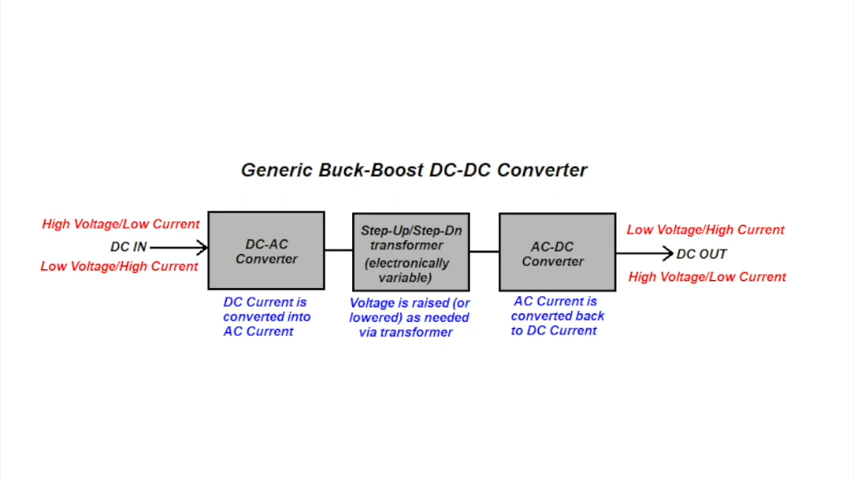 Generic Buck-Boost DC-DC Converter
High Voltage/Low Current
DC IN
Low Voltage/High Current
DC-AC
Converter
DC Current is
converted into
AC Current
Step-Up/Step-Dn
transformer
(electronically
variable)
Voltage is raised (or
lowered) as needed
via transformer
AC-DC
Converter
AC Current is
converted back
to DC Current
Low Voltage/High Current
DC OUT
High Voltage/Low Current